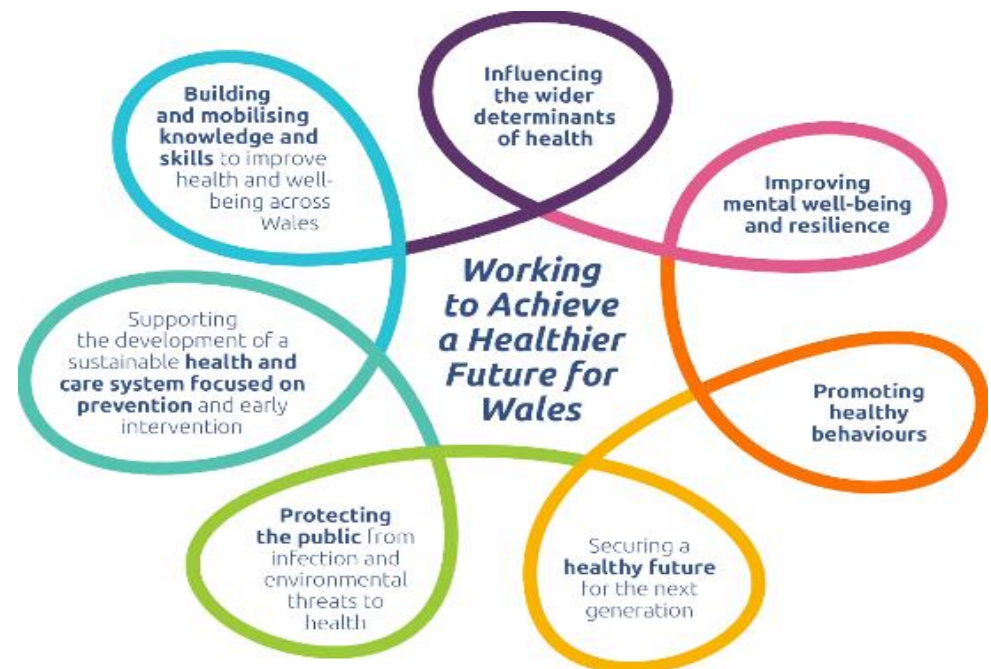 Influencing
the wider
determinants
of health
Improving
mental well-being
and resilience
Promoting
healthy
behaviours
Securing a
healthy future
for the next
generation
Protecting
the public from
infection and
environmental
threats to
health
Supporting
the development of a
sustainable health and
care system focused on
prevention and early
intervention
Building
and mobilising
knowledge and
skills to improve
health and well-
being across
Wales
Working
to Achieve
a Healthier
Future for
Wales